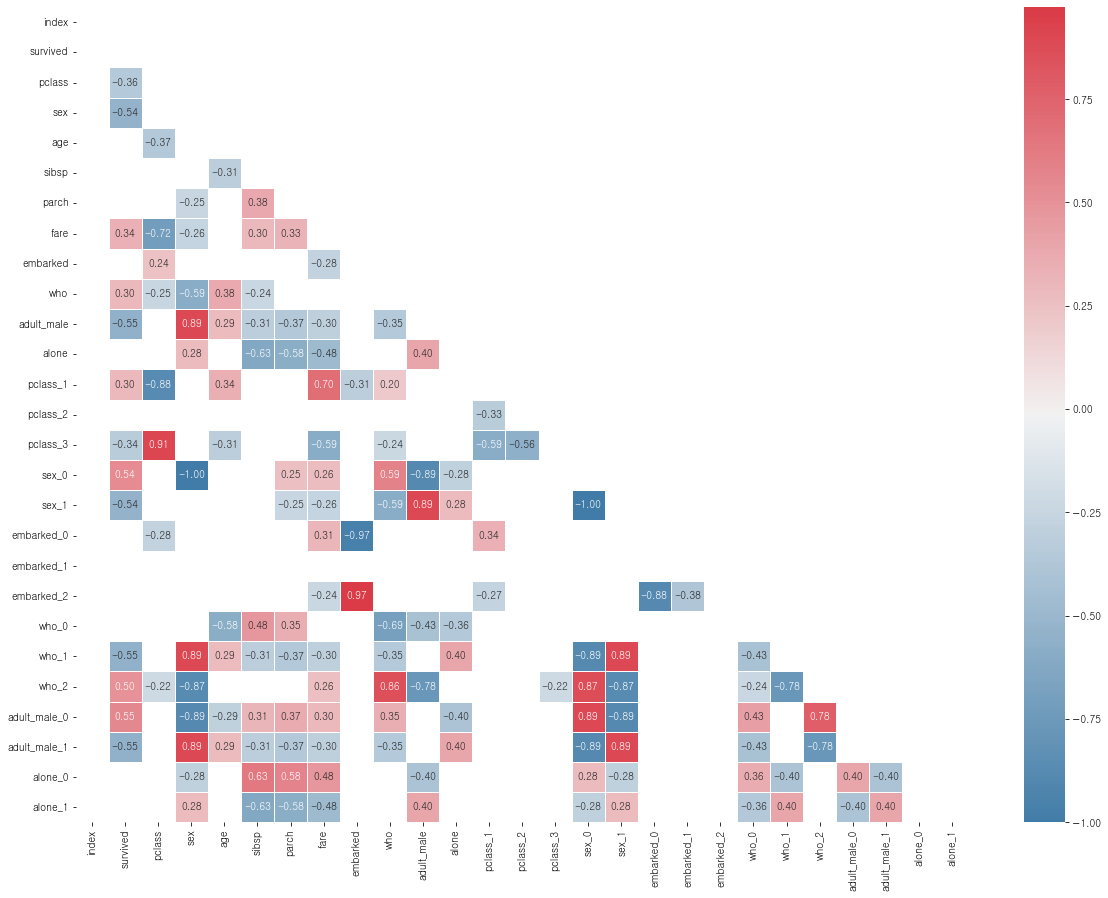 index
survived
pclass −0.36
sex −0.54
age −0.37
sibsp −0.31
parch −0.25 0.38
fare 0.34 −0.72 −0.26 0.30 0.33
embarked 0.24 −0.28
who 0.30 −0.25 −0.59 0.38 −0.24
adult_male −0.55 0.89 0.29 −0.31 −0.37 −0.30 −0.35
alone 0.28 −0.63 −0.58 −0.48 0.40
pclass_1 0.30 −0.88 0.34 0.70 −0.31 0.20
pclass_2 −0.33
pclass_3 −0.34 0.91 −0.31 −0.59 −0.24 −0.59 −0.56
sex_0 0.54 −1.00 0.25 0.26 0.59 −0.89 −0.28
sex_1 −0.54 −0.25 −0.26 −0.59 0.89 0.28 −1.00
embarked_0 −0.28 0.31 −0.97 0.34
embarked_1
embarked_2 −0.24 0.97 −0.27 −0.88 −0.38
who_0 −0.58 0.48 0.35 −0.69 −0.43 −0.36
who_1 −0.55 0.89 0.29 −0.31 −0.37 −0.30 −0.35 0.40 −0.89 0.89 −0.43
who_2 0.50 −0.22 −0.87 0.26 0.86 −0.78 −0.22 0.87 −0.87 −0.24 −0.78
adult_male_0 0.55 −0.89 −0.29 0.31 0.37 0.30 0.35 −0.40 0.89 −0.89 0.43 0.78
adult_male_1 −0.55 0.89 0.29 −0.31 −0.37 −0.30 −0.35 0.40 −0.89 0.89 −0.43 −0.78
alone_0 −0.28 0.63 0.58 0.48 −0.40 0.28 −0.28 0.36 −0.40 0.40 −0.40
alone_1 0.28 −0.63 −0.58 −0.48 0.40 −0.28 0.28 −0.36 0.40 −0.40 0.40
index
survived
pclass
sex
age
sibsp
parch
fare
embarked
who
adult_male
alone
pclass_1
pclass_2
pclass_3
sex_0
sex_1
embarked_0
embarked_1
embarked_2
who_0
who_1
who_2
adult_male_0
adult_male_1
alone_0
alone_1
0.75
0.50
0.25
0.00
−0.25
−0.50
−0.75
−1.00